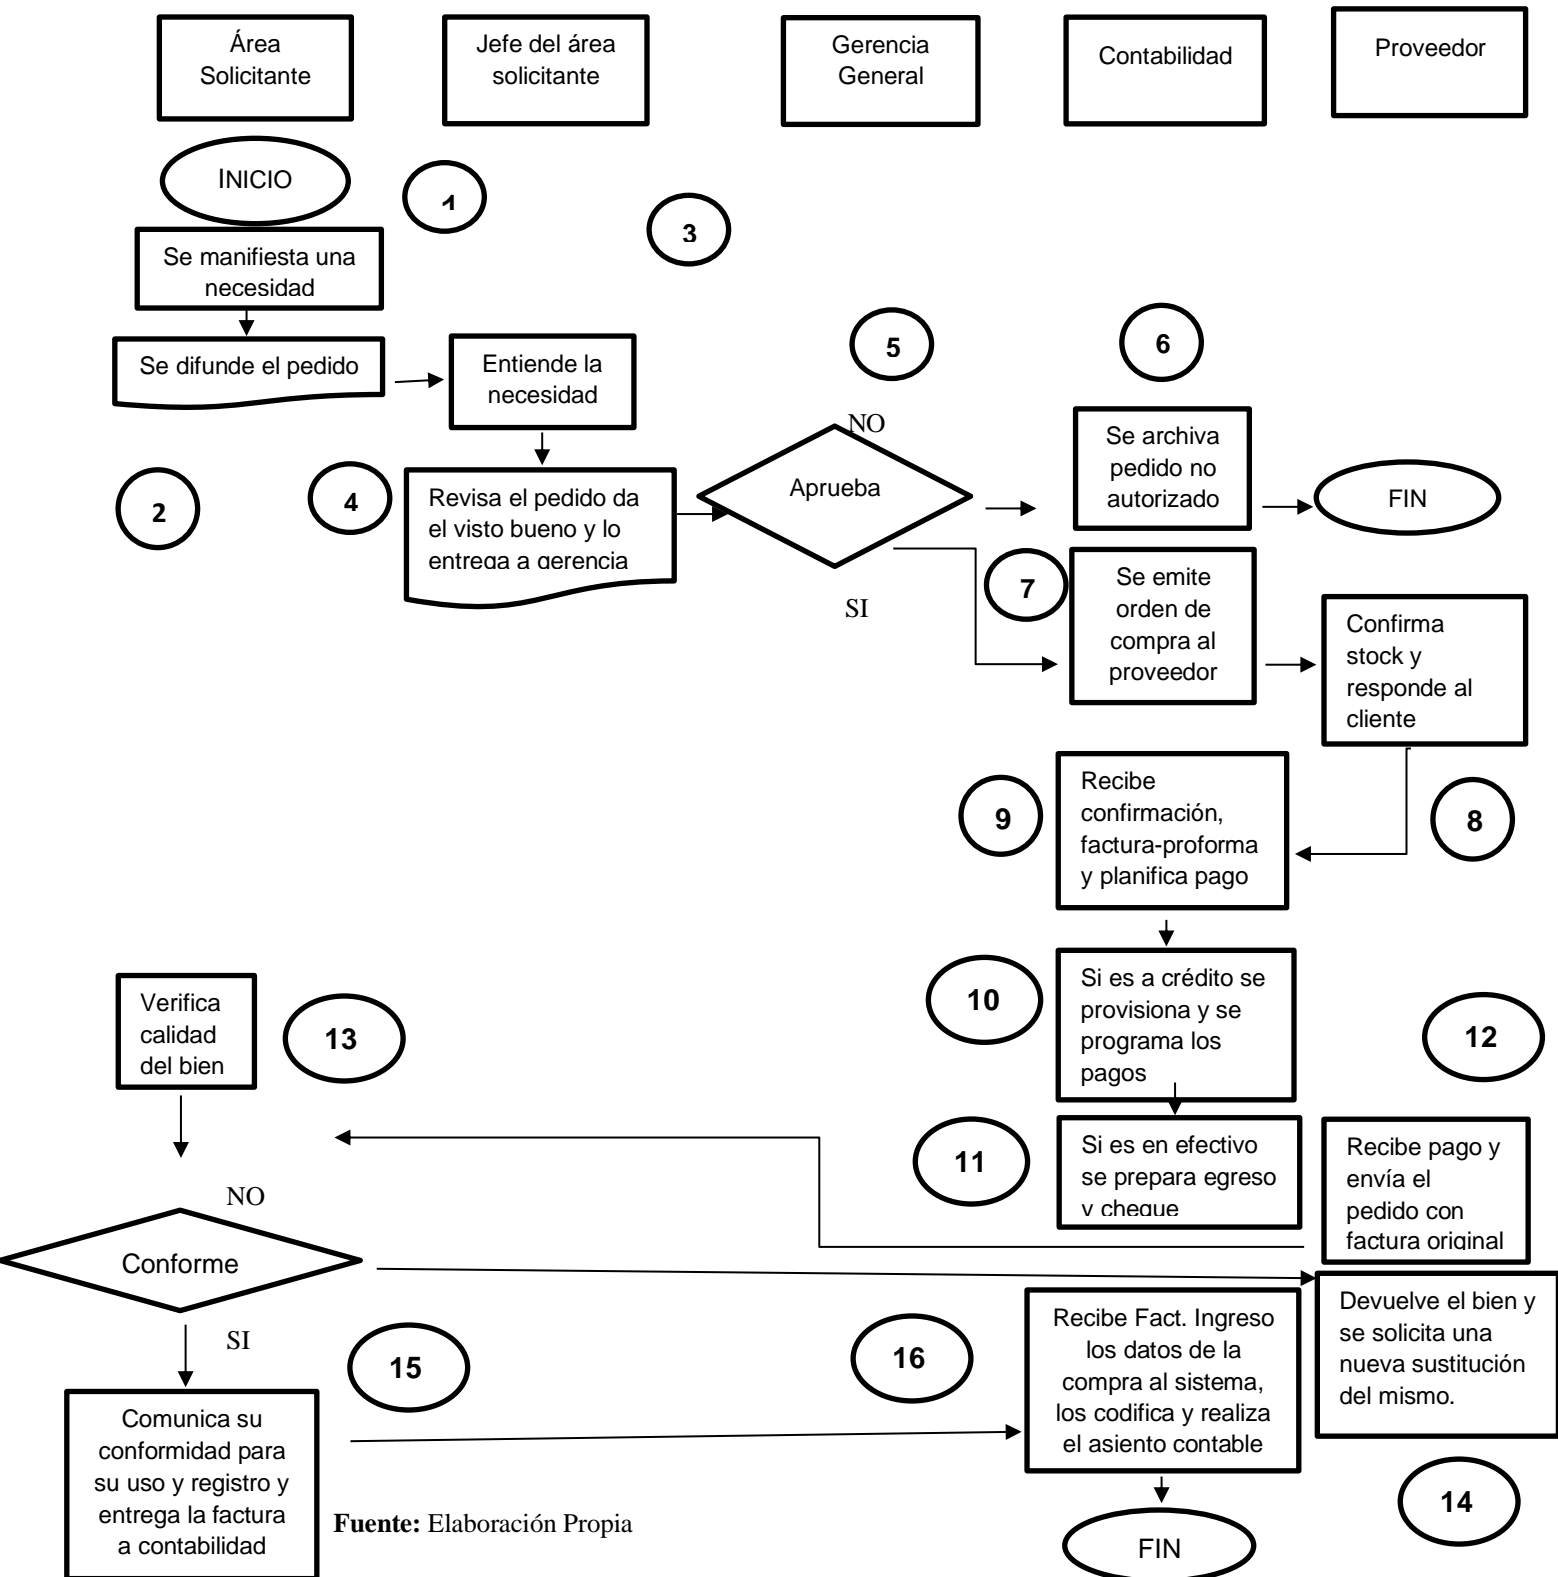 Área
Solicitante
Jefe del área
solicitante
Gerencia
General
Contabilidad
Proveedor
INICIO
1
3
Se manifiesta una
necesidad
5
6
Se difunde el pedido
Entiende la
necesidad
NO
Se archiva
pedido no
autorizado
FIN
2
4
Revisa el pedido da
el visto bueno y lo
entrega a gerencia
Aprueba
SI
7
Se emite
orden de
compra al
proveedor
Confirma
stock y
responde al
cliente
9
Recibe
confirmación,
factura-proforma
y planifica pago
8
10
Si es a crédito se
provisiona y se
programa los
pagos
12
Verifica
calidad
del bien
13
11
Si es en efectivo
se prepara egreso
y cheque
Recibe pago y
envía el
pedido con
factura original
NO
Conforme
SI
15
16
Recibe Fact. Ingreso
los datos de la
compra al sistema,
los codifica y realiza
el asiento contable
Devuelve el bien y
se solicita una
nueva sustitución
del mismo.
14
Comunica su
conformidad para
su uso y registro y
entrega la factura
a contabilidad
Fuente: Elaboración Propia
FIN